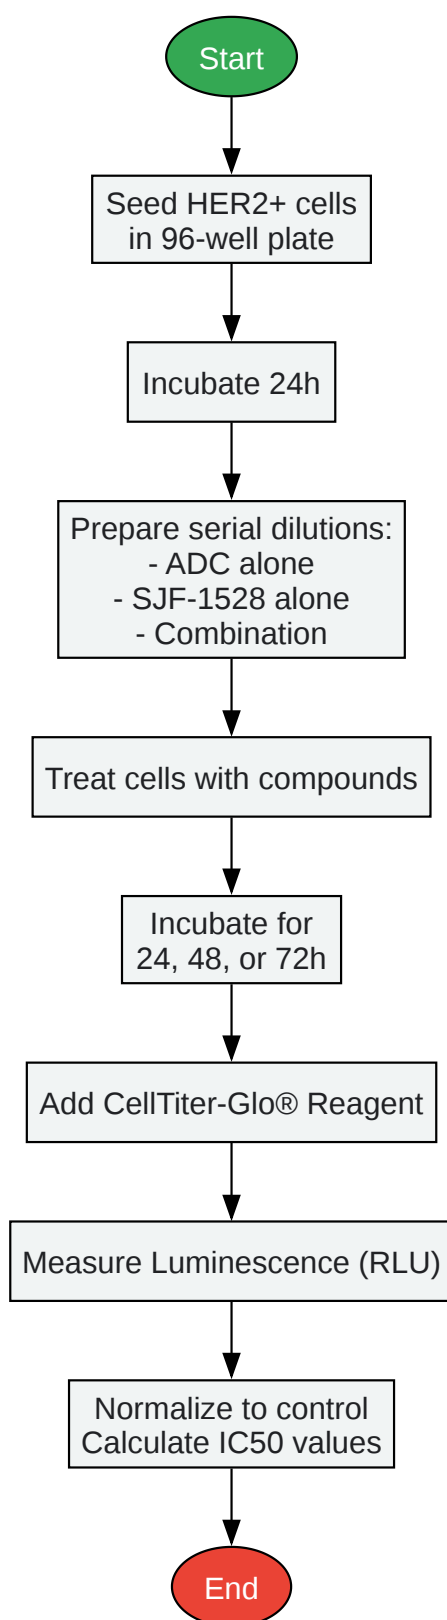 Start
Seed HER2+ cells
in 96-well plate
Incubate 24h
Prepare serial dilutions:
- ADC alone
- SJF-1528 alone
- Combination
Treat cells with compounds
Incubate for
24, 48, or 72h
Add CellTiter-Glo® Reagent
Measure Luminescence (RLU)
Normalize to control
Calculate IC50 values
End